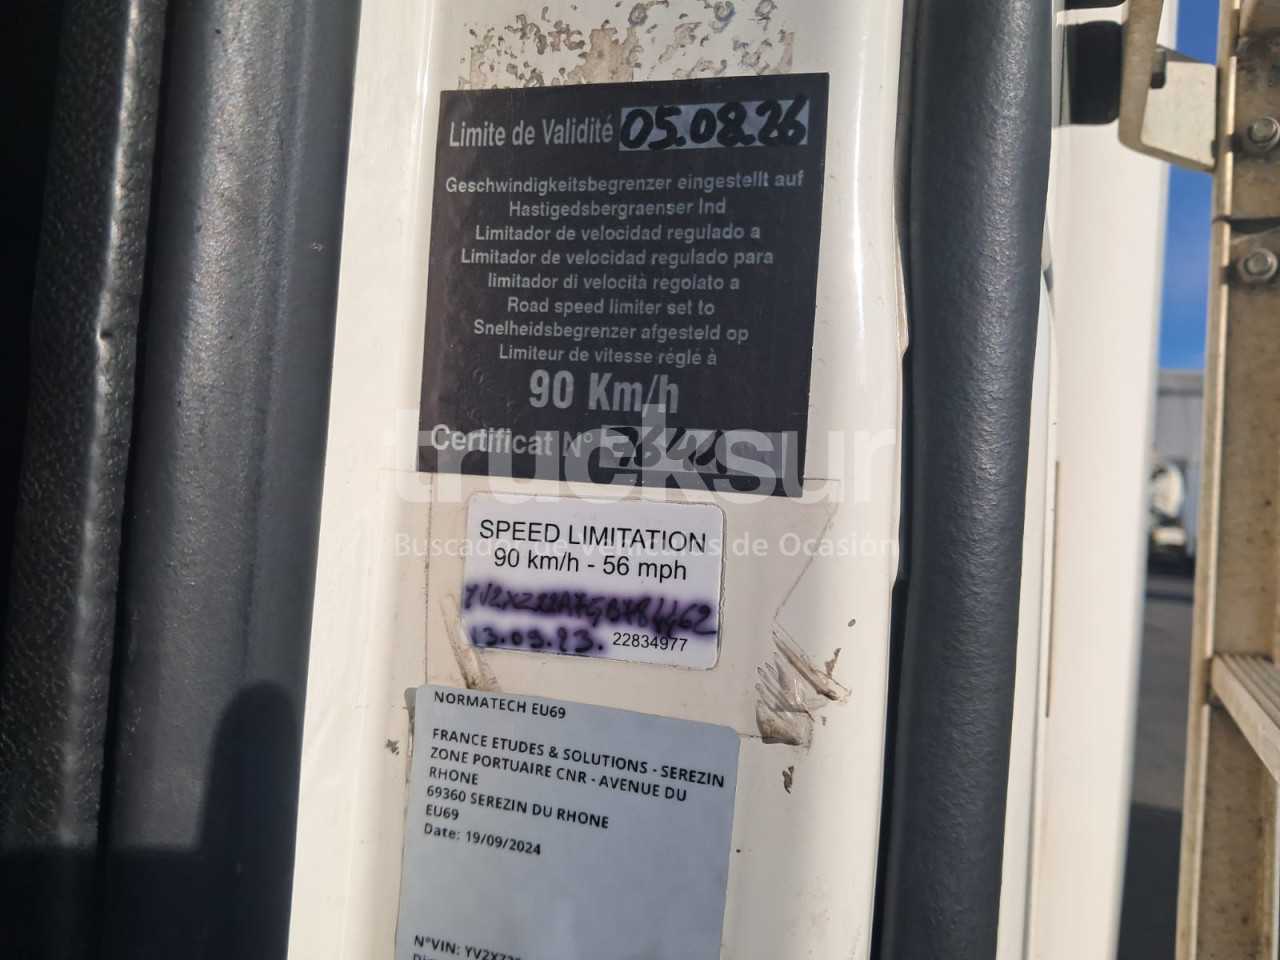 Limite de Validité 05.08.26
Geschwindigkeitsbegrenzer eingestellt auf
Hastigedsbergraenser Ind
Limitador de velocidad regulado a
Limitador de velocidad regulado para
limitador di velocità regolato a
Road speed limiter set to
Snelheidsbegrenzer afgesteld op
Limiteur de vitesse réglé à
90 Km/h
Certificat N°
trucksur
SPEED LIMITATION
Buscador de Vehículos de Ocasión
90 km/h - 56 mph
13.09.23. 22834977
NORMATECH EU69
FRANCE ETUDES & SOLUTIONS - SEREZIN
ZONE PORTUAIRE CNR - AVENUE DU
RHONE
69360 SEREZIN DU RHONE
EU69
Date: 19/09/2024
N°VIN: